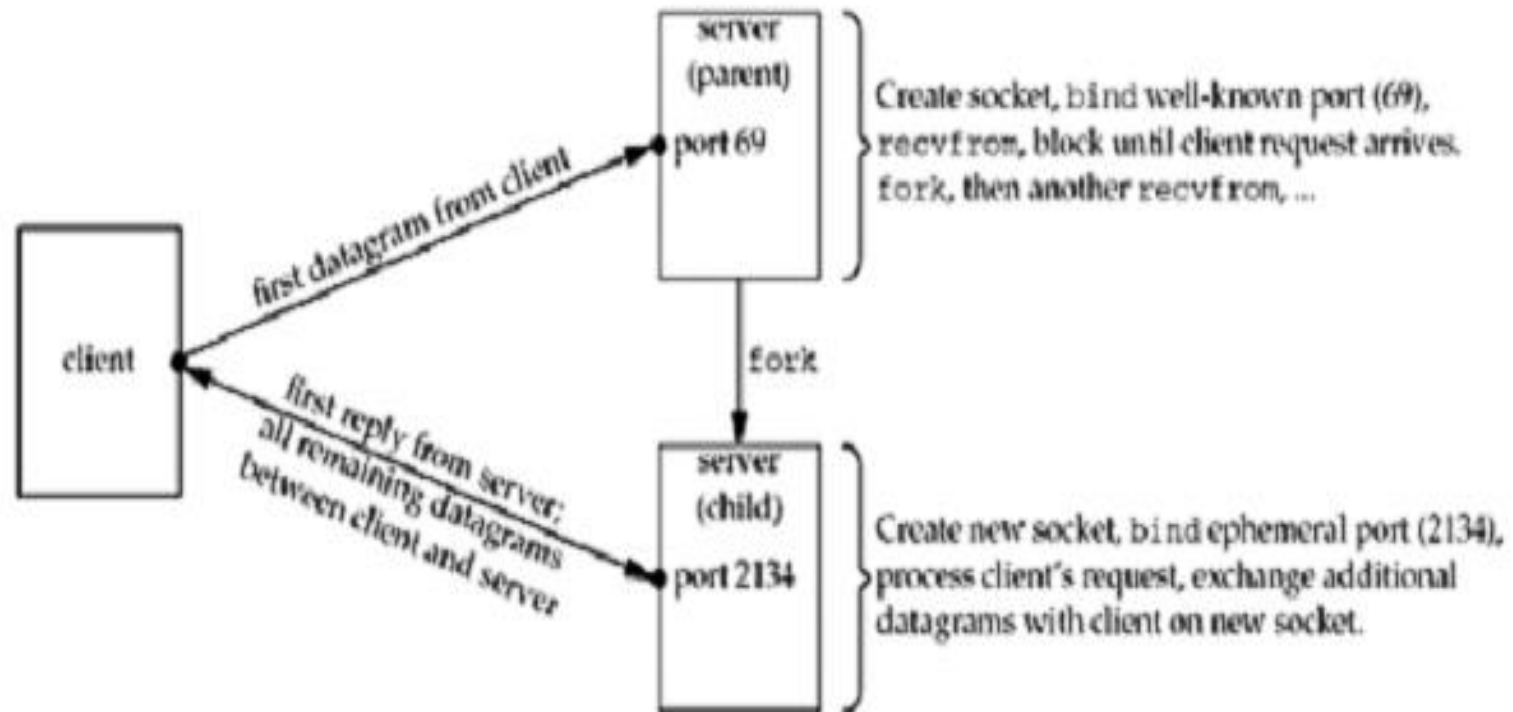 server
(parent)
port 69
Create socket, bind well-known port (69),
recvfrom, block until client request arrives.
fork, then another recvfrom, ...
first datagram from client
client
fork
first reply from server;
all remaining datagrams
between client and server
server
(child)
port 2134
Create new socket, bind ephemeral port (2134),
process client's request, exchange additional
datagrams with client on new socket.